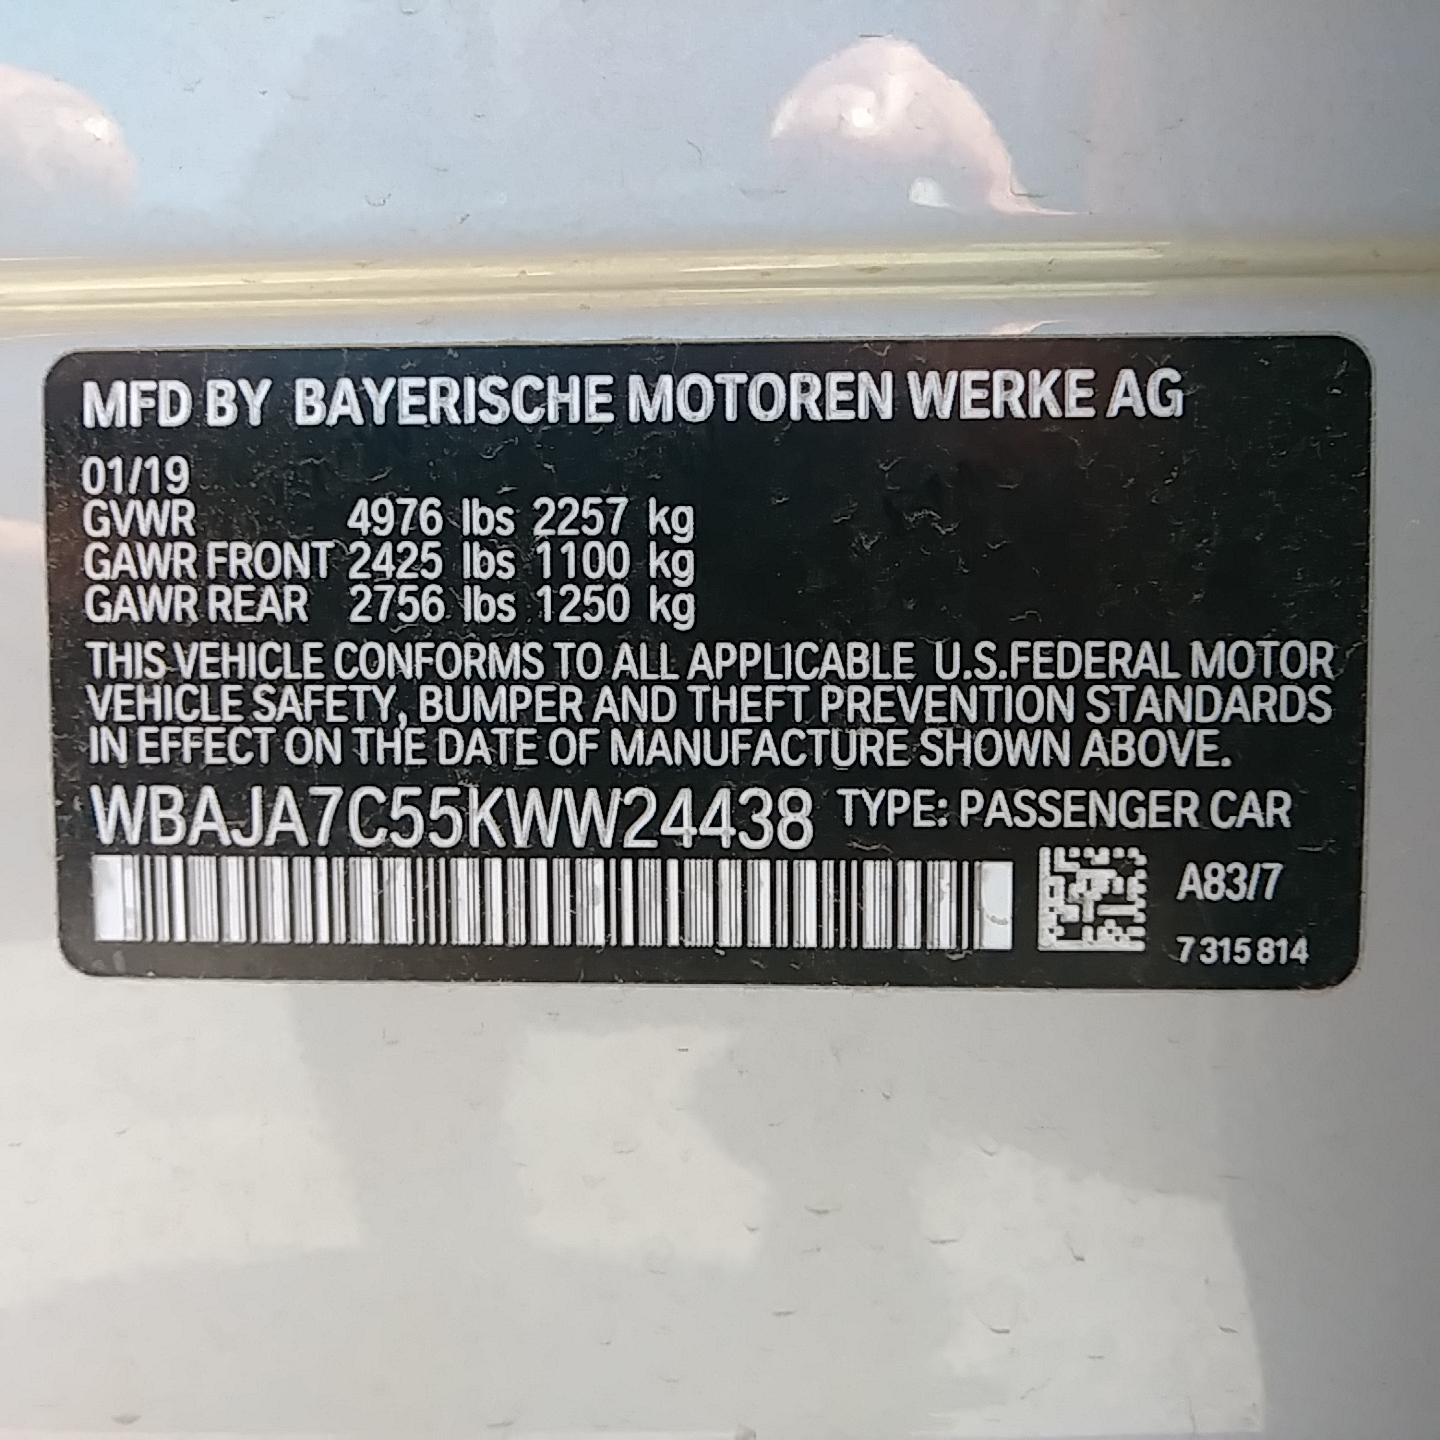 MFD BY BAYERISCHE MOTOREN WERKE AG
01/19
GVWR 4976 lbs 2257 kg
GAWR FRONT 2425 lbs 1100 kg
GAWR REAR 2756 lbs 1250 kg
THIS VEHICLE CONFORMS TO ALL APPLICABLE U.S.FEDERAL MOTOR
VEHICLE SAFETY, BUMPER AND THEFT PREVENTION STANDARDS
IN EFFECT ON THE DATE OF MANUFACTURE SHOWN ABOVE.
WBAJA7C55KWW24438 TYPE: PASSENGER CAR
A83/7
7 315 814